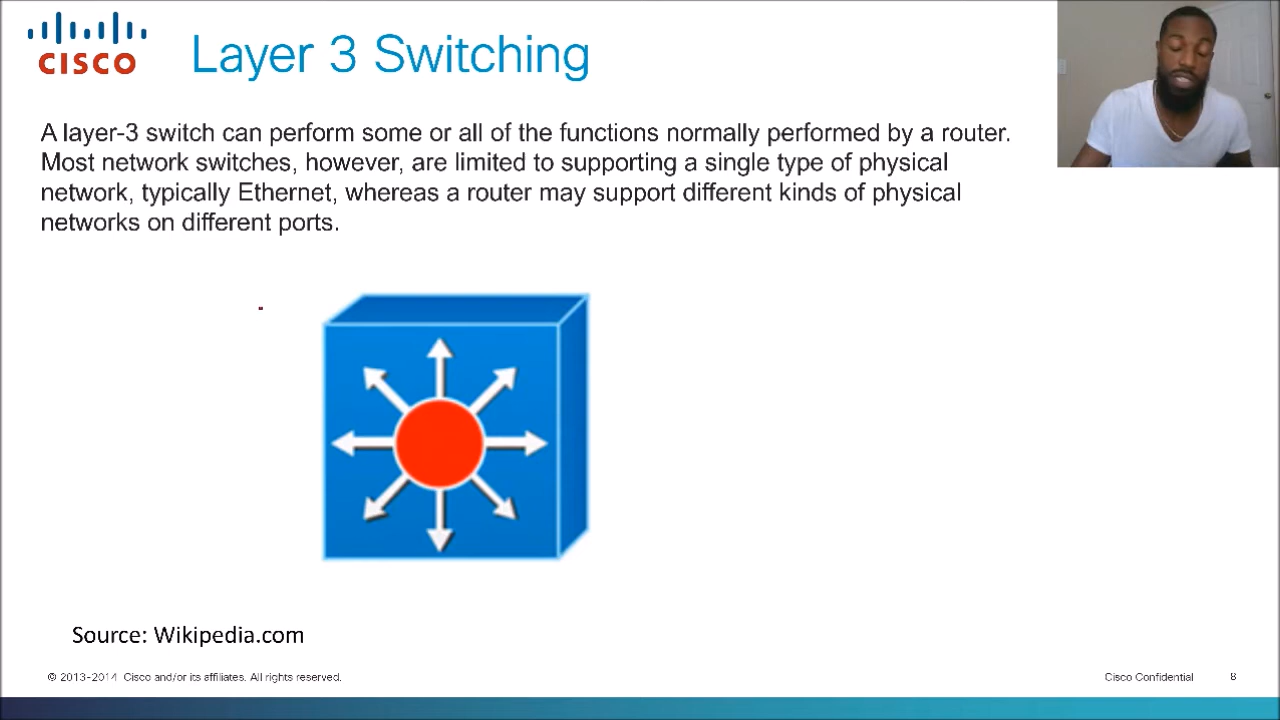 CISCO
Layer 3 Switching
A layer-3 switch can perform some or all of the functions normally performed by a router.
Most network switches, however, are limited to supporting a single type of physical
network, typically Ethernet, whereas a router may support different kinds of physical
networks on different ports.
Source: Wikipedia.com
© 2013-2014 Cisco and/or its affiliates. All rights reserved.
Cisco Confidential
8